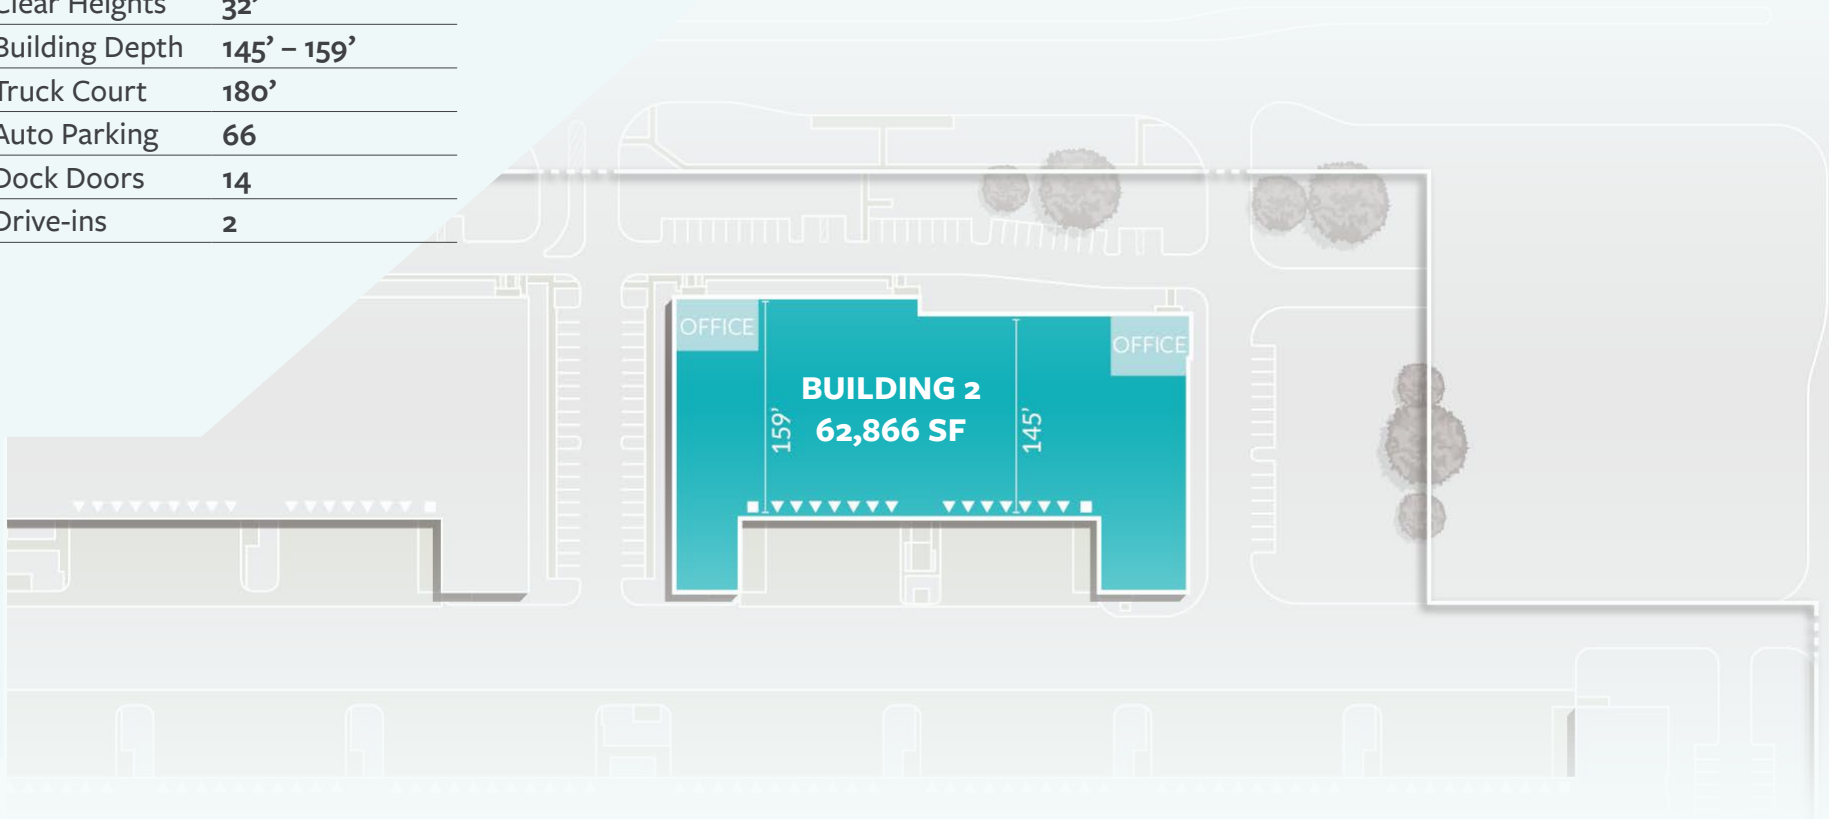 Clear Heights 32’
Building Depth 145’ – 159’
Truck Court 180’
Auto Parking 66
Dock Doors 14
Drive-ins 2
OFFICE
OFFICE
BUILDING 2
62,866 SF
159’
145’